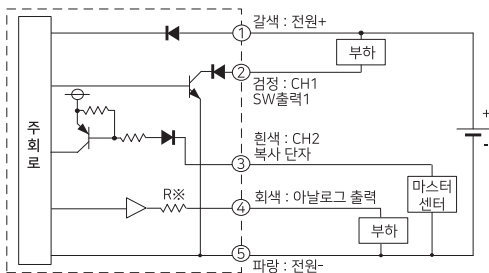 주회로
R※
① 갈색 : 전원+
부하
② 검정 : CH1
SW출력1
흰색 : CH2
복사 단자
③
마스터
센터
④ 회색 : 아날로그 출력
부하
⑤ 파랑 : 전원-
+
-